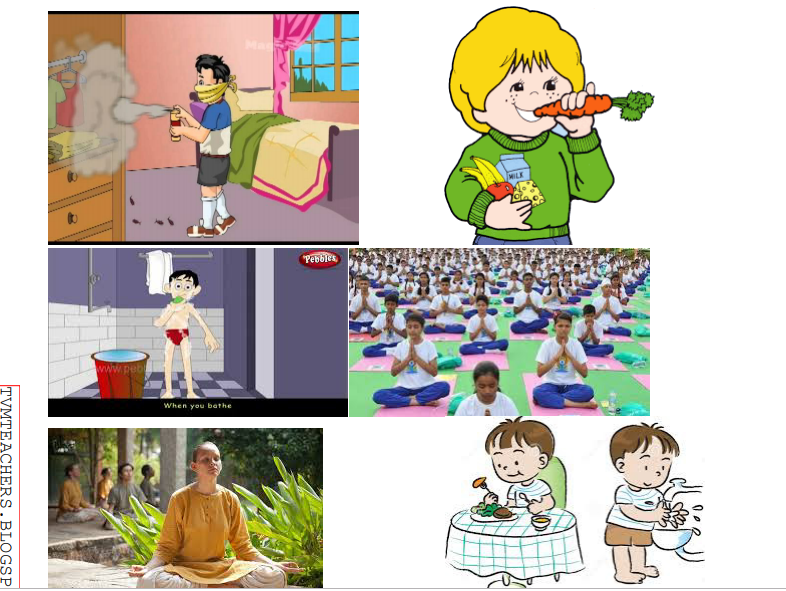 MILK
Pebbles
When you bathe
TVMTEACHERS.BLOGSP